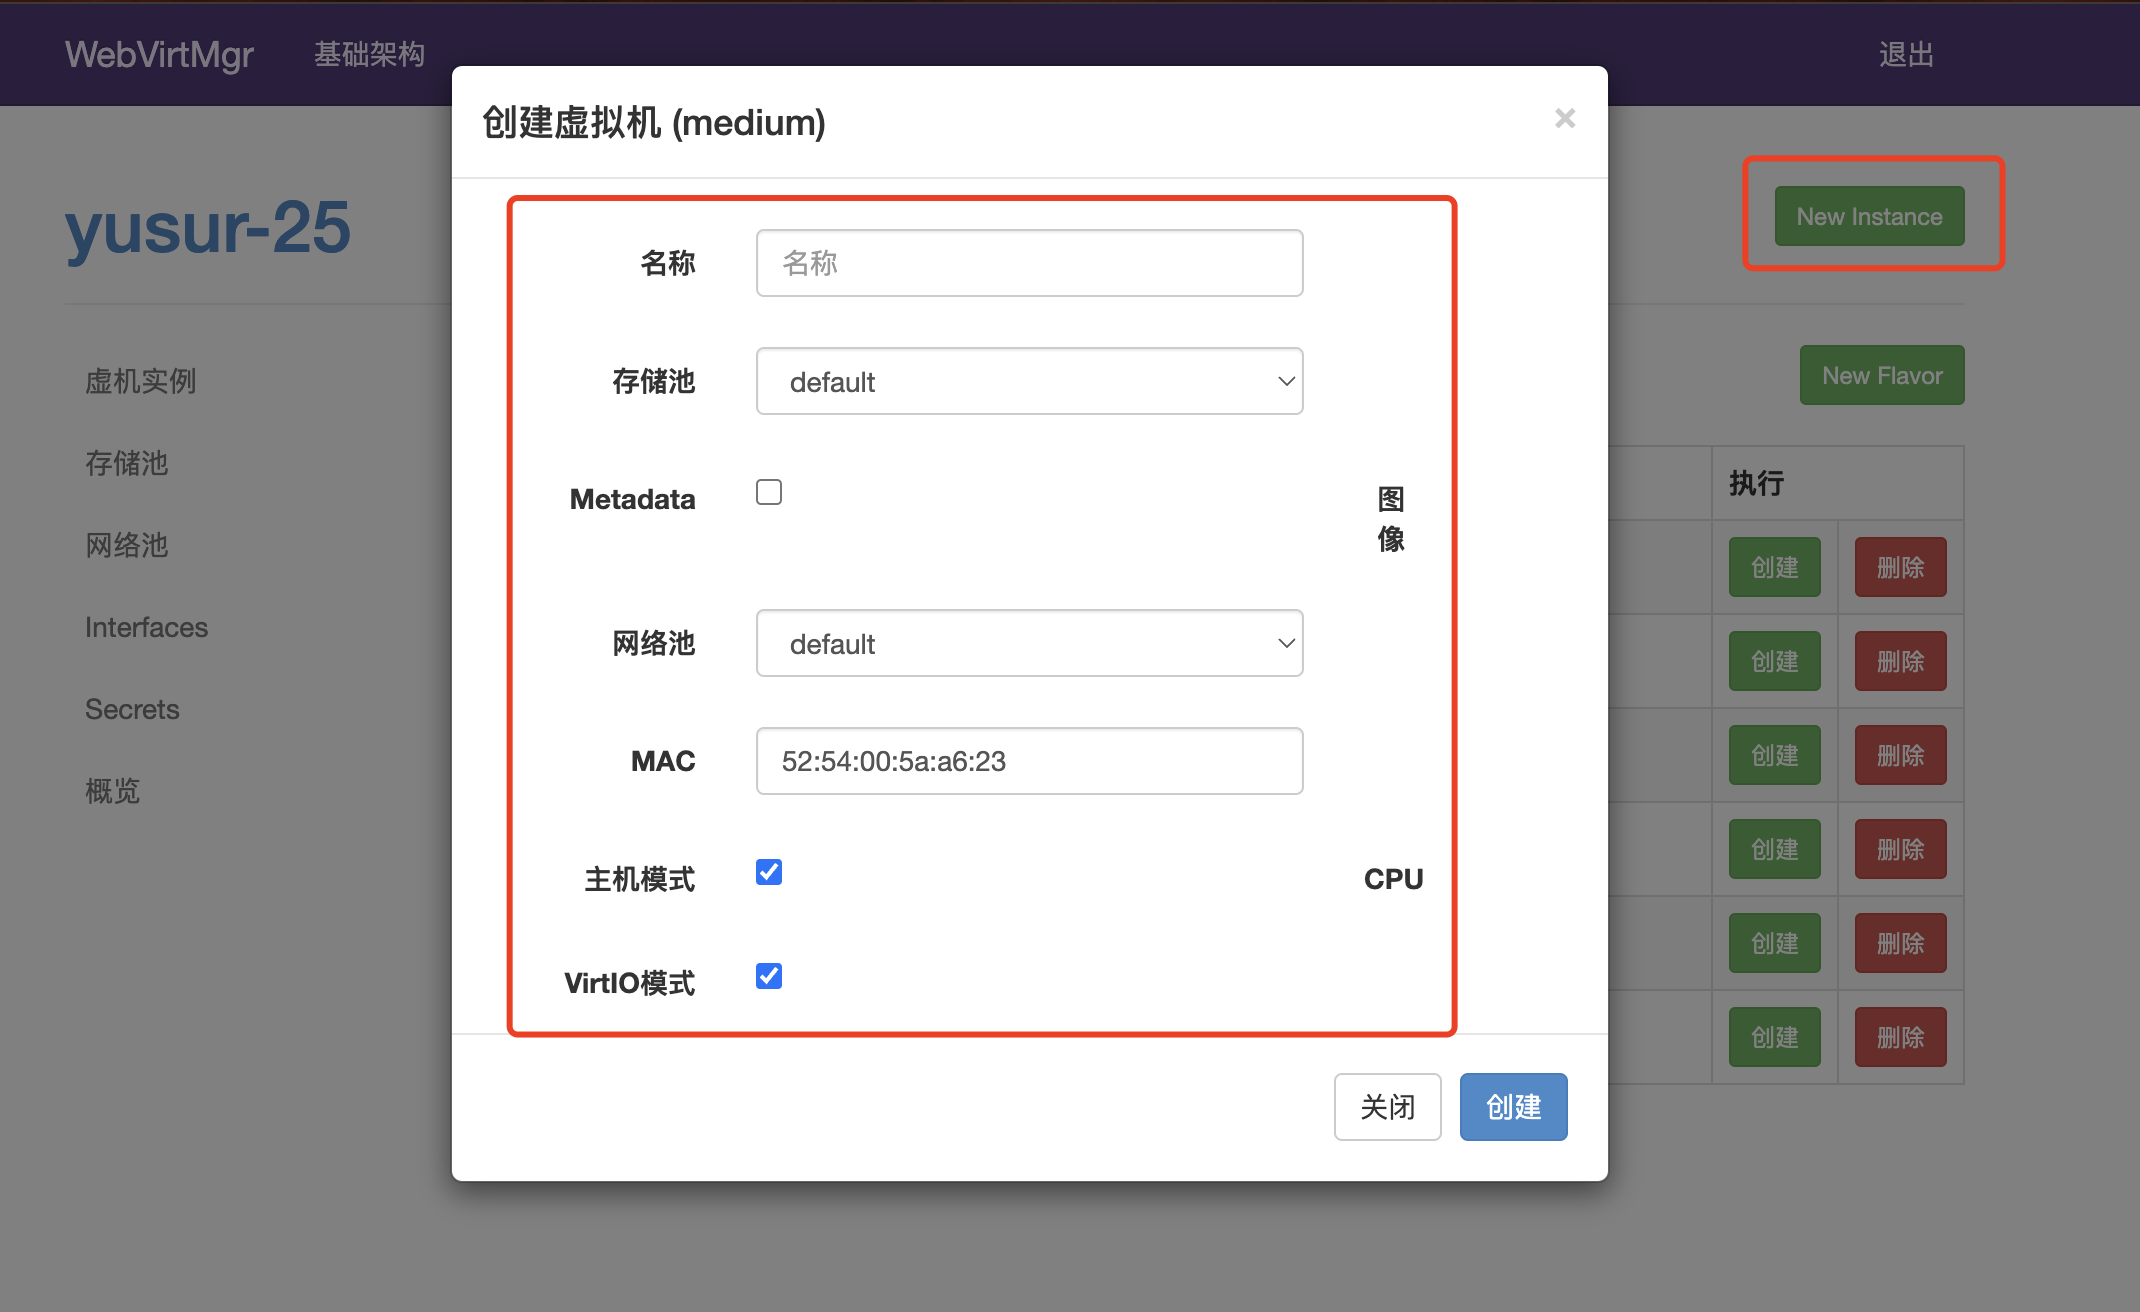 WebVirtMgr 基础架构 退出
创建虚拟机 (medium) ×
yusur-25
New Instance
名称 名称
虚机实例
存储池 default
New Flavor
存储池
Metadata 图像
执行
网络池
创建 删除
Interfaces
网络池 default
创建 删除
Secrets
MAC 52:54:00:5a:a6:23
创建 删除
概览
主机模式 CPU
创建 删除
VirtIO模式
创建 删除
创建 删除
关闭 创建